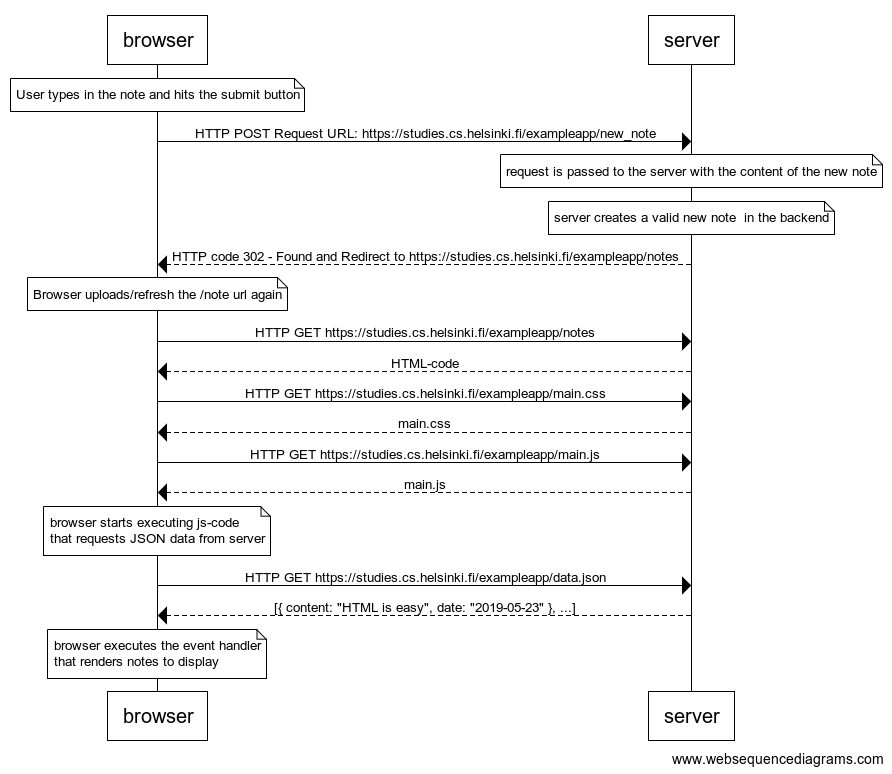 browser
server
User types in the note and hits the submit button
HTTP POST Request URL: https://studies.cs.helsinki.fi/exampleapp/new_note
request is passed to the server with the content of the new note
server creates a valid new note  in the backend
HTTP code 302 - Found and Redirect to https://studies.cs.helsinki.fi/exampleapp/notes
Browser uploads/refresh the /note url again
HTTP GET https://studies.cs.helsinki.fi/exampleapp/notes
HTML-code
HTTP GET https://studies.cs.helsinki.fi/exampleapp/main.css
main.css
HTTP GET https://studies.cs.helsinki.fi/exampleapp/main.js
main.js
browser starts executing js-code
that requests JSON data from server
HTTP GET https://studies.cs.helsinki.fi/exampleapp/data.json
[{ content: "HTML is easy", date: "2019-05-23" }, ...]
browser executes the event handler
that renders notes to display
browser
server
www.websequencediagrams.com